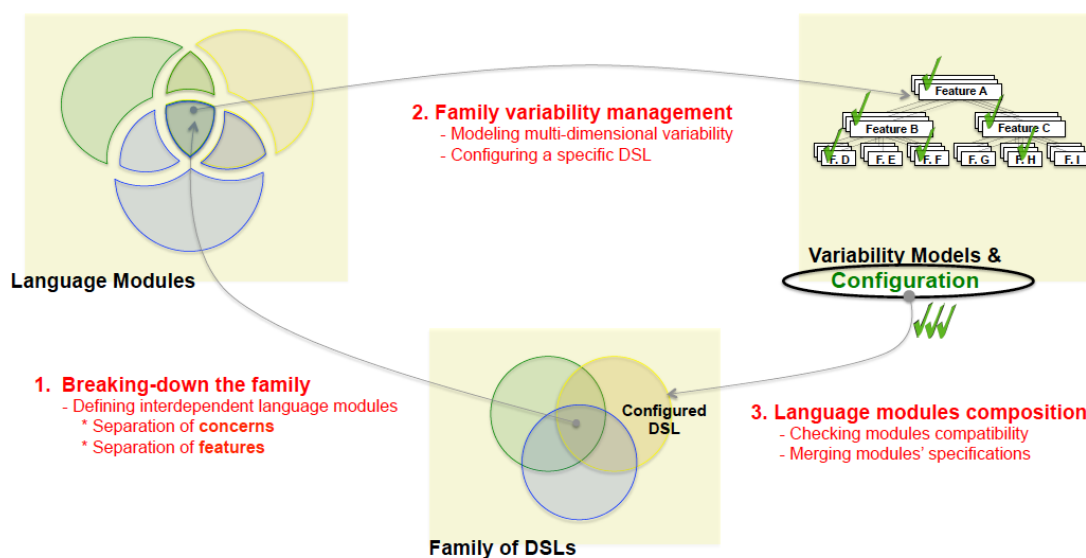 2. Family variability management
- Modeling multi-dimensional variability
- Configuring a specific DSL
Feature A
Feature B
Feature C
F. D
F. E
F. F
F. G
F. H
F. I
Language Modules
Variability Models &
Configuration
1. Breaking-down the family
- Defining interdependent language modules
* Separation of concerns
* Separation of features
Configured
DSL
3. Language modules composition
- Checking modules compatibility
- Merging modules’ specifications
Family of DSLs